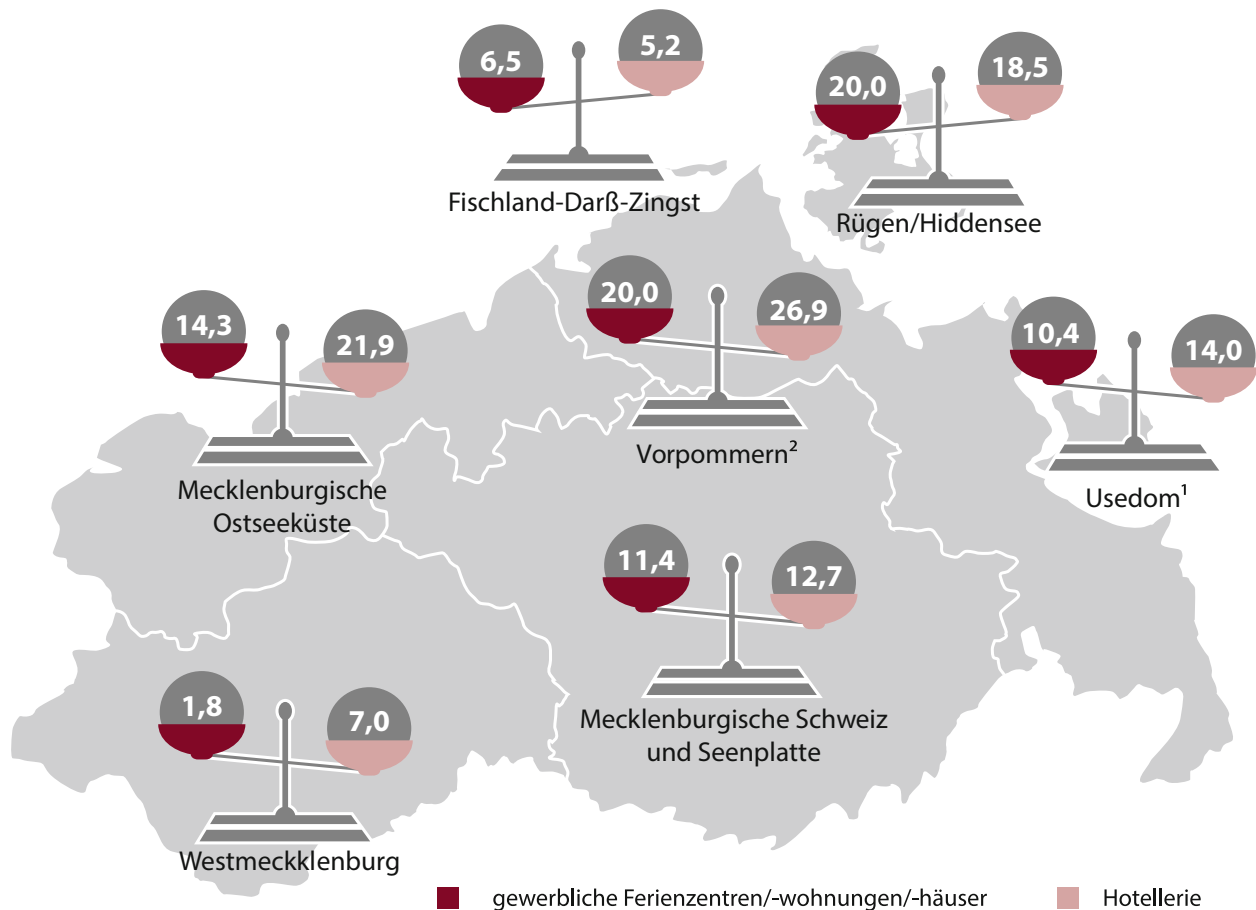 6,5
5,2
Fischland-Darß-Zingst
20,0
18,5
Rügen/Hiddensee
14,3
21,9
Mecklenburgische
Ostseeküste
20,0
26,9
Vorpommern²
10,4
14,0
Usedom¹
11,4
12,7
Mecklenburgische Schweiz
und Seenplatte
1,8
7,0
Westmeckklenburg
gewerbliche Ferienzentren/-wohnungen/-häuser
Hotellerie